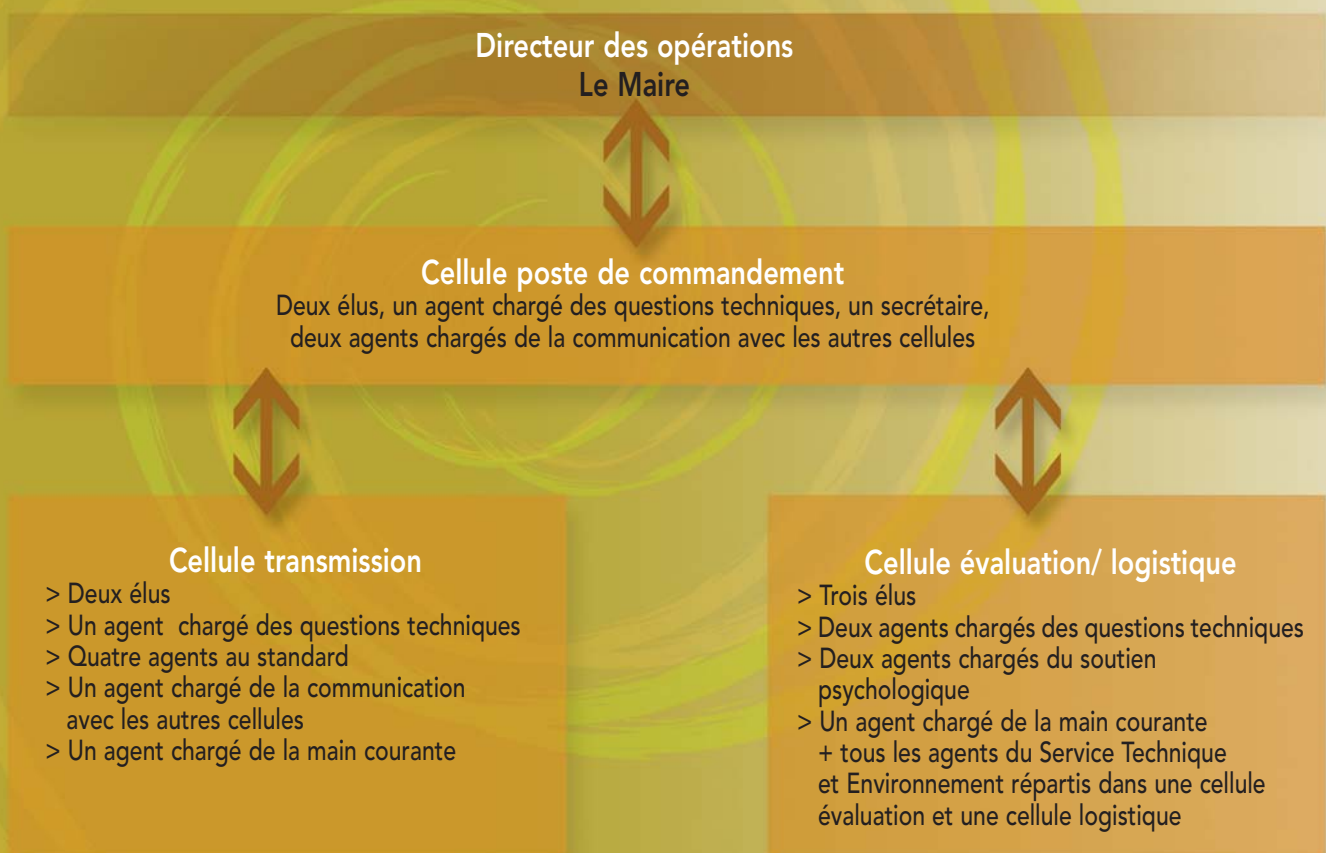 Directeur des opérations
Le Maire
Cellule poste de commandement
Deux élus, un agent chargé des questions techniques, un secrétaire,
deux agents chargés de la communication avec les autres cellules
Cellule transmission
> Deux élus
> Un agent chargé des questions techniques
> Quatre agents au standard
> Un agent chargé de la communication
avec les autres cellules
> Un agent chargé de la main courante
Cellule évaluation/ logistique
> Trois élus
> Deux agents chargés des questions techniques
> Deux agents chargés du soutien
psychologique
> Un agent chargé de la main courante
+ tous les agents du Service Technique
et Environnement répartis dans une cellule
évaluation et une cellule logistique